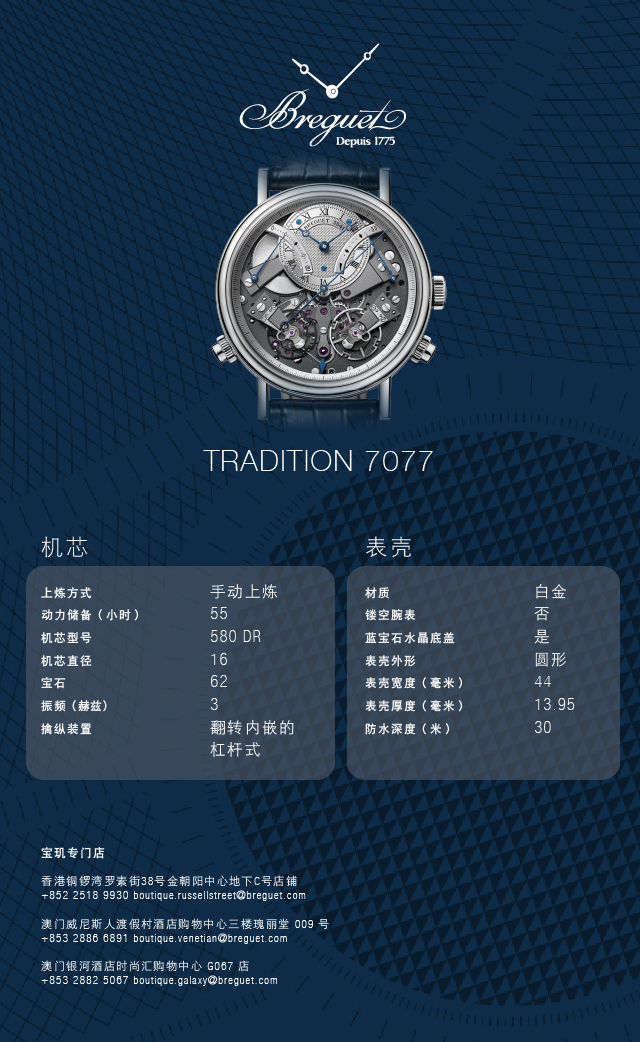 Breguet
Depuis 1775
TRADITION 7077
机芯
上炼方式 手动上炼
动力储备（小时） 55
机芯型号 580 DR
机芯直径 16
宝石 62
振频（赫兹） 3
擒纵装置 翻转内嵌的
杠杆式
表壳
材质 白金
镂空腕表 否
蓝宝石水晶底盖 是
表壳外形 圆形
表壳宽度（毫米） 44
表壳厚度（毫米） 13.95
防水深度（米） 30
宝玑专门店
香港铜锣湾罗素街38号金朝阳中心地下C号店铺
+852 2518 9930 boutique.russellstreet@breguet.com
澳门威尼斯人渡假村酒店购物中心三楼瑰丽堂 009 号
+853 2886 6891 boutique.venetian@breguet.com
澳门银河酒店时尚汇购物中心 G067 店
+853 2882 5067 boutique.galaxy@breguet.com